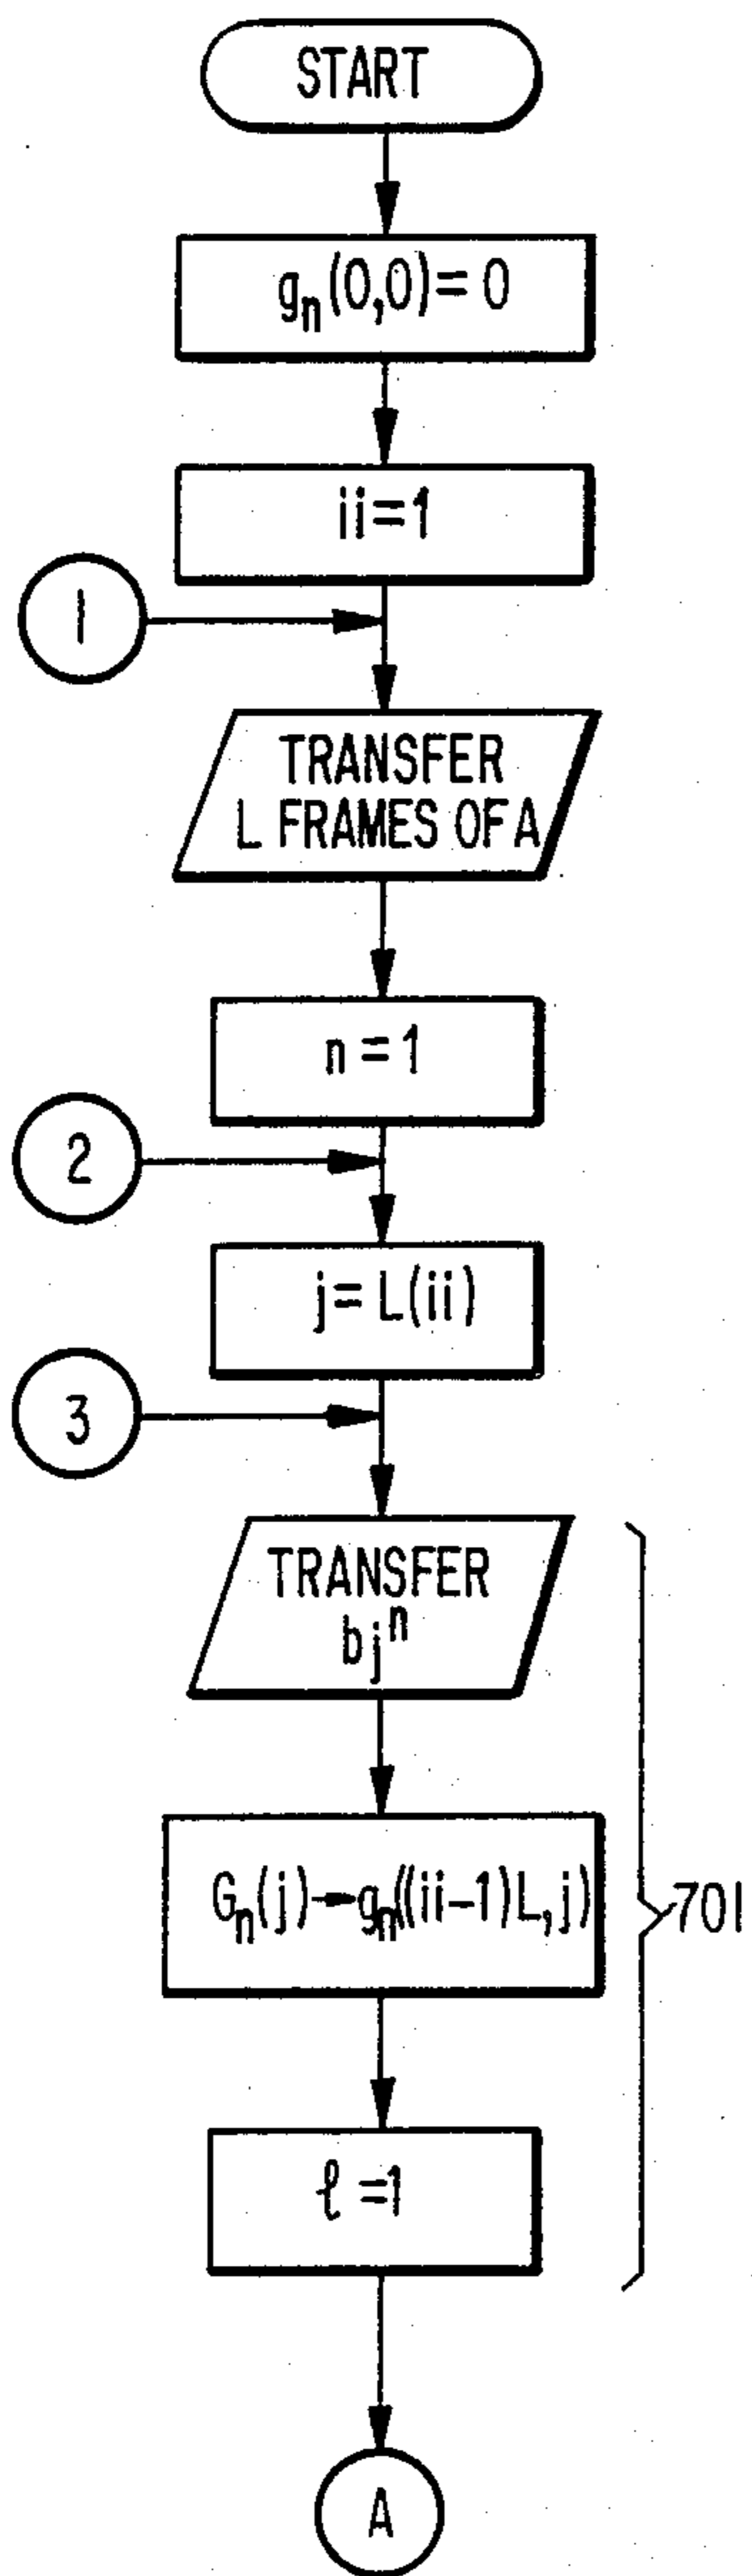 START
gₙ(0,0)=0
ii=1
1
TRANSFER
L FRAMES OF A
n=1
2
j=L(ii)
3
TRANSFER
bjⁿ
Gₙ(j)→gₙ((ii-1)L,j)
701
ℓ=1
A